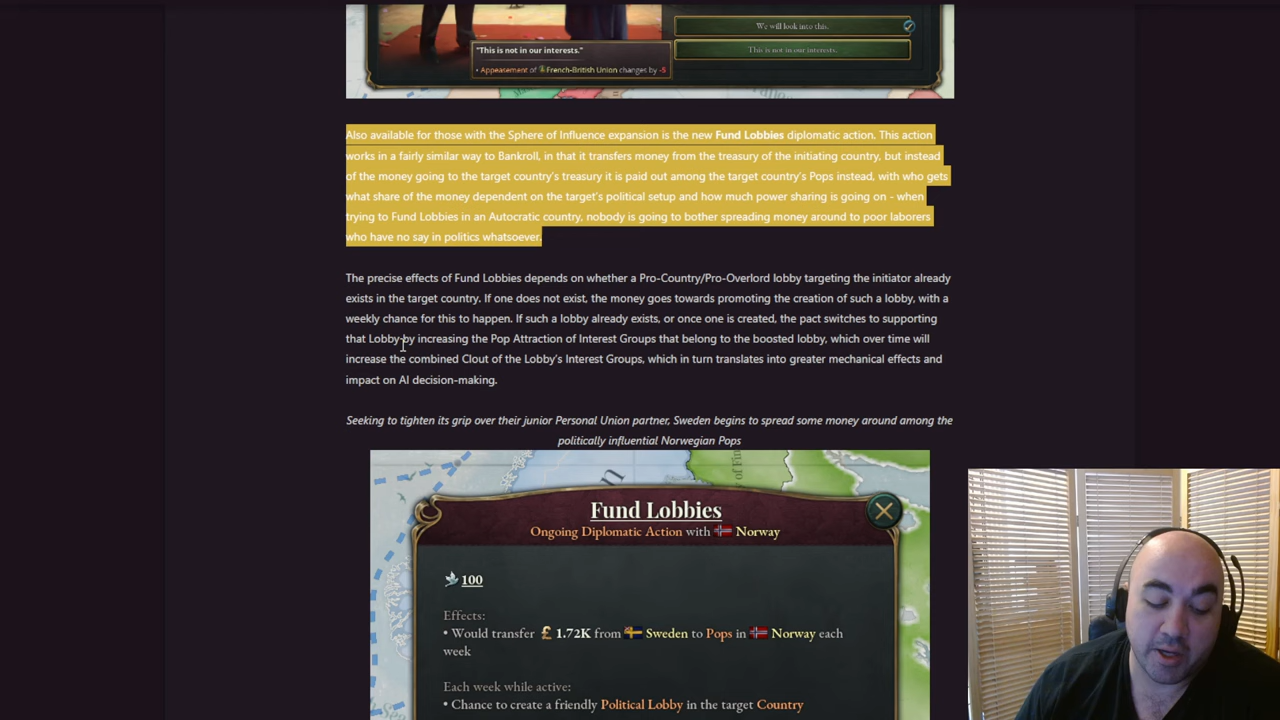 We will look into this.
"This is not in our interests."
This is not in our interests.
• Appeasement of French-British Union changes by -5
Also available for those with the Sphere of Influence expansion is the new Fund Lobbies diplomatic action. This action
works in a fairly similar way to Bankroll, in that it transfers money from the treasury of the initiating country, but instead
of the money going to the target country's treasury it is paid out among the target country's Pops instead, with who gets
what share of the money dependent on the target's political setup and how much power sharing is going on - when
trying to Fund Lobbies in an Autocratic country, nobody is going to bother spreading money around to poor laborers
who have no say in politics whatsoever.
The precise effects of Fund Lobbies depends on whether a Pro-Country/Pro-Overlord lobby targeting the initiator already
exists in the target country. If one does not exist, the money goes towards promoting the creation of such a lobby, with a
weekly chance for this to happen. If such a lobby already exists, or once one is created, the pact switches to supporting
that Lobby by increasing the Pop Attraction of Interest Groups that belong to the boosted lobby, which over time will
increase the combined Clout of the Lobby's Interest Groups, which in turn translates into greater mechanical effects and
impact on AI decision-making.
Seeking to tighten its grip over their junior Personal Union partner, Sweden begins to spread some money around among the
politically influential Norwegian Pops
Fund Lobbies
Ongoing Diplomatic Action with Norway
100
Effects:
• Would transfer £ 1.72K from Sweden to Pops in Norway each
week
Each week while active:
• Chance to create a friendly Political Lobby in the target Country